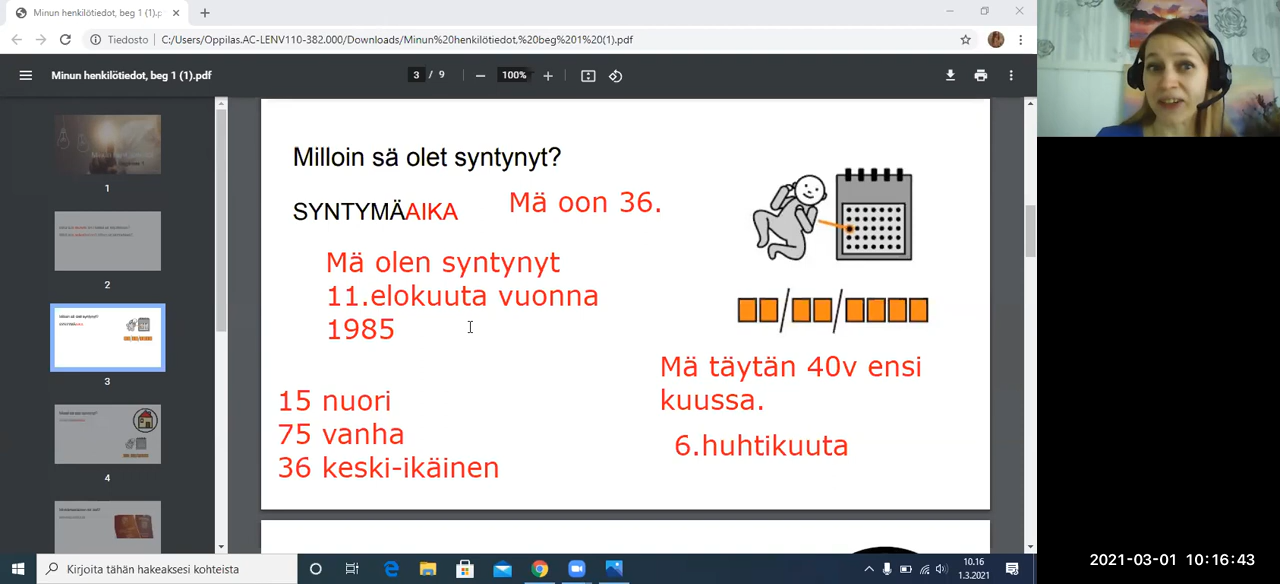 Minun henkilötiedot, beg 1 (1).p
Tiedosto | C:/Users/Oppilas.AC-LENV110-382.000/Downloads/Minun%20henkilötiedot,%20beg%201%20(1).pdf
Minun henkilötiedot, beg 1 (1).pdf
3 / 9
100%
1
2
3
4
Milloin sä olet syntynyt?
SYNTYMÄAIKA
Mä oon 36.
Mä olen syntynyt
11.elokuuta vuonna
1985
15 nuori
75 vanha
36 keski-ikäinen
Mä täytän 40v ensi
kuussa.
6.huhtikuuta
Kirjoita tähän hakeaksesi kohteista
10.16
1.3.2021
2021-03-01 10:16:43